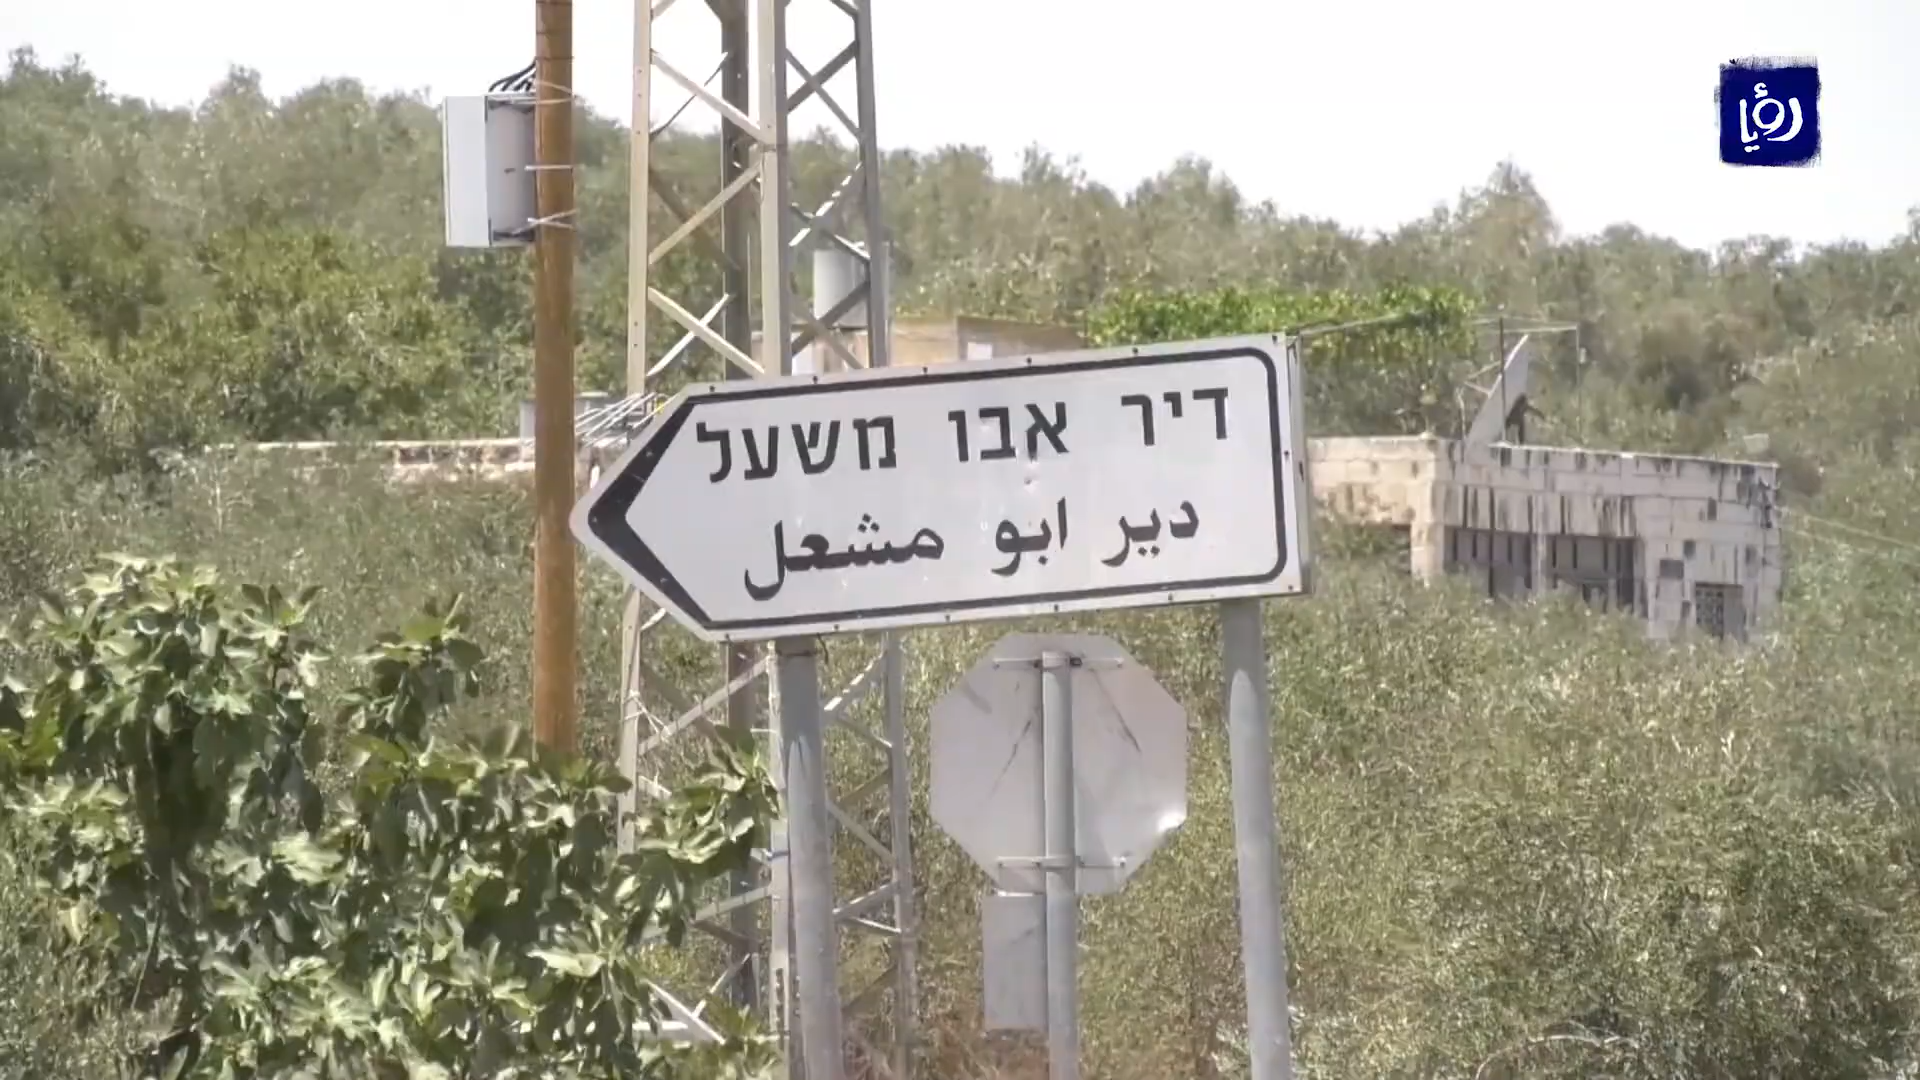 رؤيا
דיר אבו משעל
دير ابو مشعل